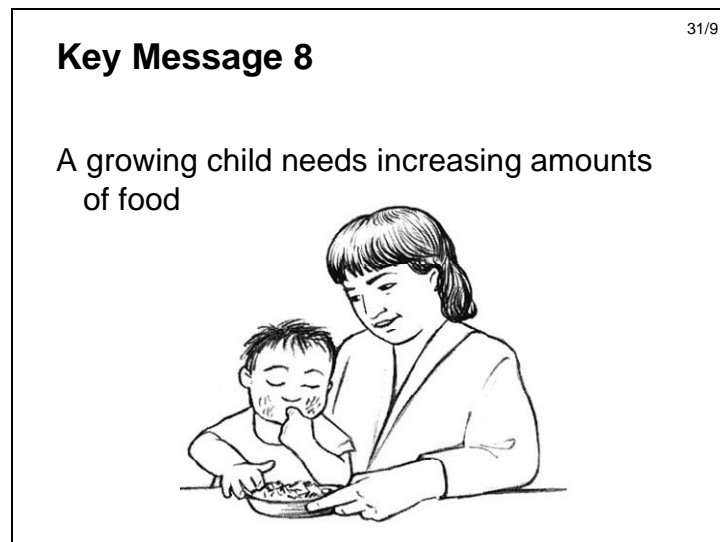 31/9
Key Message 8
A growing child needs increasing amounts
of food